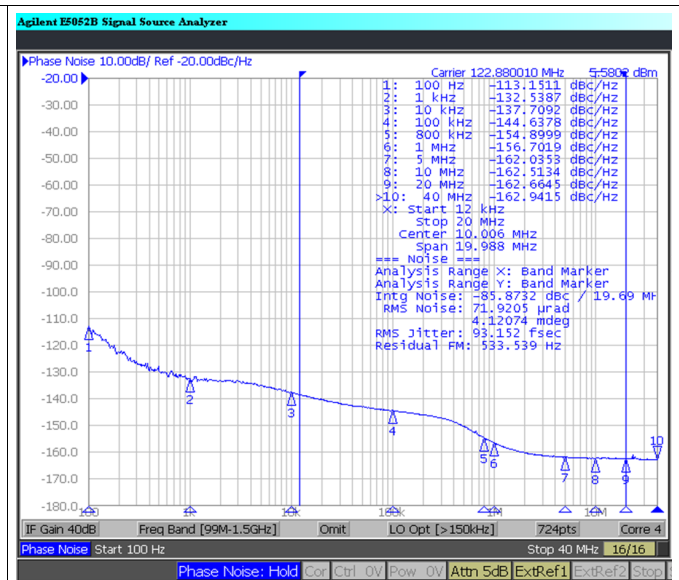 Agilent E5052B Signal Source Analyzer
▶Phase Noise 10.00dB/ Ref -20.00dBc/Hz
Carrier 122.880010 MHz 5.5802 dBm
1: 100 Hz -113.1511 dBc/Hz
2: 1 kHz -132.5387 dBc/Hz
3: 10 kHz -137.7092 dBc/Hz
4: 100 kHz -144.6378 dBc/Hz
5: 800 kHz -154.8999 dBc/Hz
6: 1 MHz -156.7019 dBc/Hz
7: 5 MHz -162.0353 dBc/Hz
8: 10 MHz -162.5134 dBc/Hz
9: 20 MHz -162.6645 dBc/Hz
>10: 40 MHz -162.9415 dBc/Hz
X: Start 12 kHz
Stop 20 MHz
Center 10.006 MHz
Span 19.988 MHz
=== Noise ===
Analysis Range X: Band Marker
Analysis Range Y: Band Marker
Intg Noise: -85.8732 dBc / 19.69 MH
RMS Noise: 71.9205 µrad
4.12074 mdeg
RMS Jitter: 93.152 fsec
Residual FM: 533.539 Hz
-20.00
-30.00
-40.00
-50.00
-60.00
-70.00
-80.00
-90.00
-100.0
-110.0
-120.0
-130.0
-140.0
-150.0
-160.0
-170.0
-180.0
1
2
3
4
5
6
7
8
9
10
100 1k 10k 100k 1M 10M
IF Gain 40dB Freq Band [99M-1.5GHz] Omit LO Opt [>150kHz] 724pts Corre 4
Phase Noise Start 100 Hz Stop 40 MHz 16/16
Phase Noise: Hold Cor Ctrl 0V Pow 0V Attn 5dB ExtRef1 ExtRef2 Stop